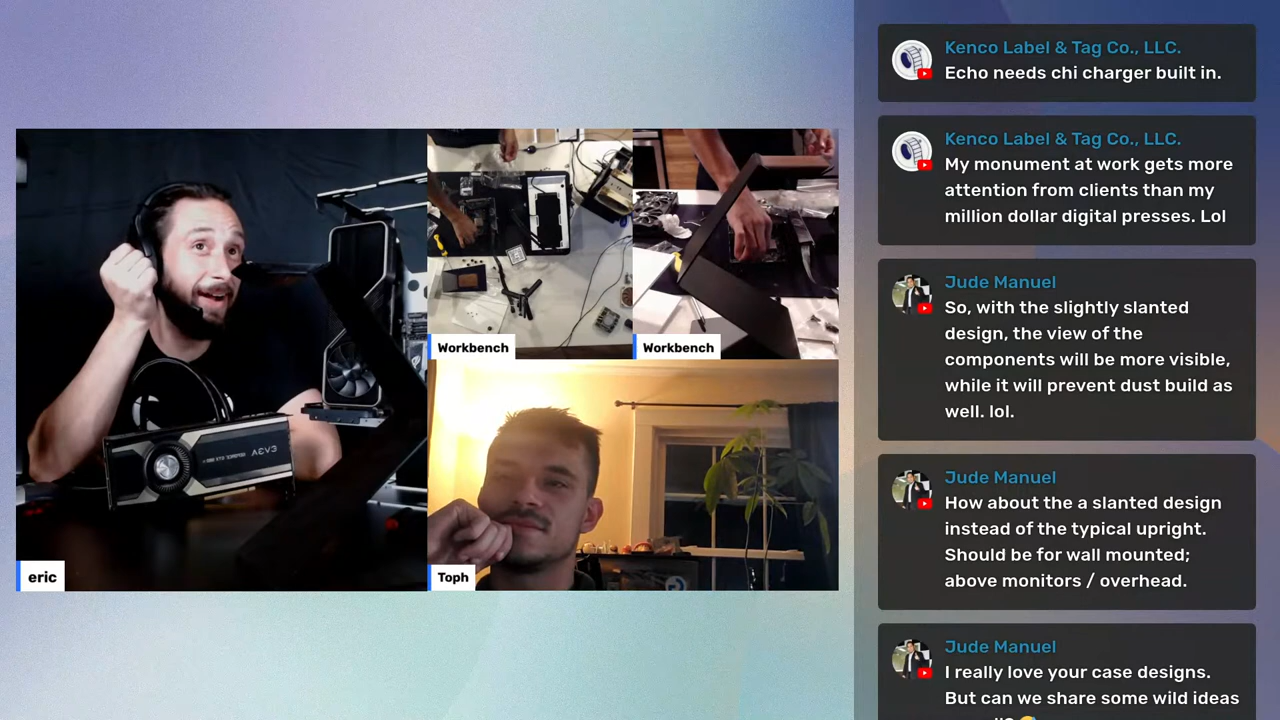 Kenco Label & Tag Co., LLC.
Echo needs chi charger built in.
Kenco Label & Tag Co., LLC.
My monument at work gets more
attention from clients than my
million dollar digital presses. Lol
Jude Manuel
So, with the slightly slanted
design, the view of the
components will be more visible,
while it will prevent dust build as
well. lol.
Jude Manuel
How about the a slanted design
instead of the typical upright.
Should be for wall mounted;
above monitors / overhead.
Jude Manuel
I really love your case designs.
But can we share some wild ideas
Workbench
Workbench
eric
Toph